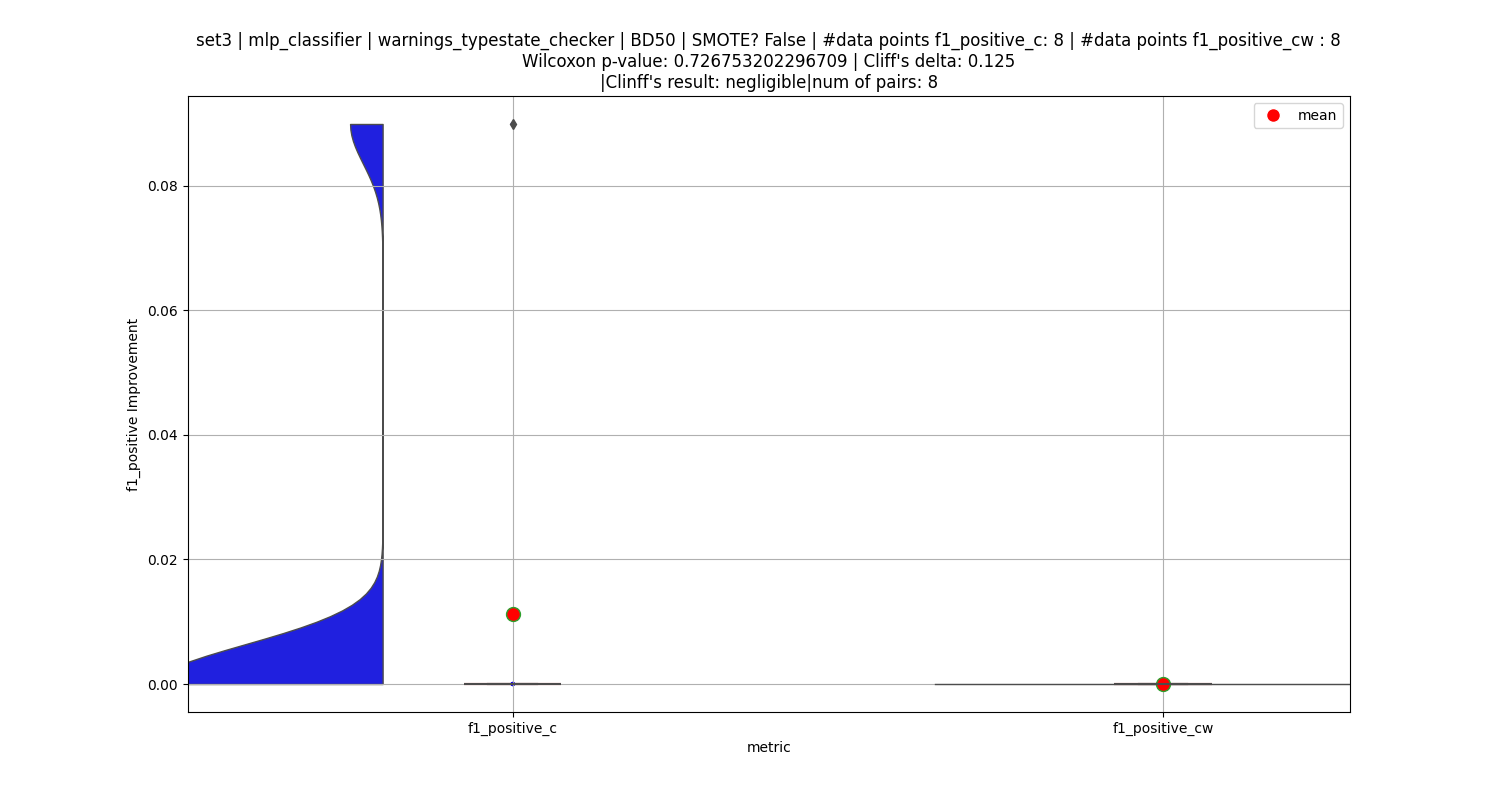 set3 | mlp_classifier | warnings_typestate_checker | BD50 | SMOTE? False | #data points f1_positive_c: 8 | #data points f1_positive_cw : 8
Wilcoxon p-value: 0.726753202296709 | Cliff's delta: 0.125
|Clinff's result: negligible|num of pairs: 8
mean
0.08
0.06
0.04
0.02
0.00
f1_positive Improvement
f1_positive_c
f1_positive_cw
metric